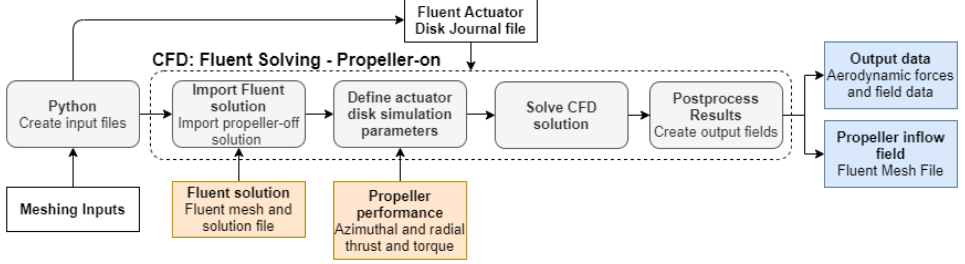 Fluent Actuator
Disk Journal file
CFD: Fluent Solving - Propeller-on
Python
Create input files
Import Fluent
solution
Import propeller-off
solution
Define actuator
disk simulation
parameters
Solve CFD
solution
Postprocess
Results
Create output fields
Output data
Aerodynamic forces
and field data
Propeller inflow
field
Fluent Mesh File
Meshing Inputs
Fluent solution
Fluent mesh and
solution file
Propeller
performance
Azimuthal and radial
thrust and torque